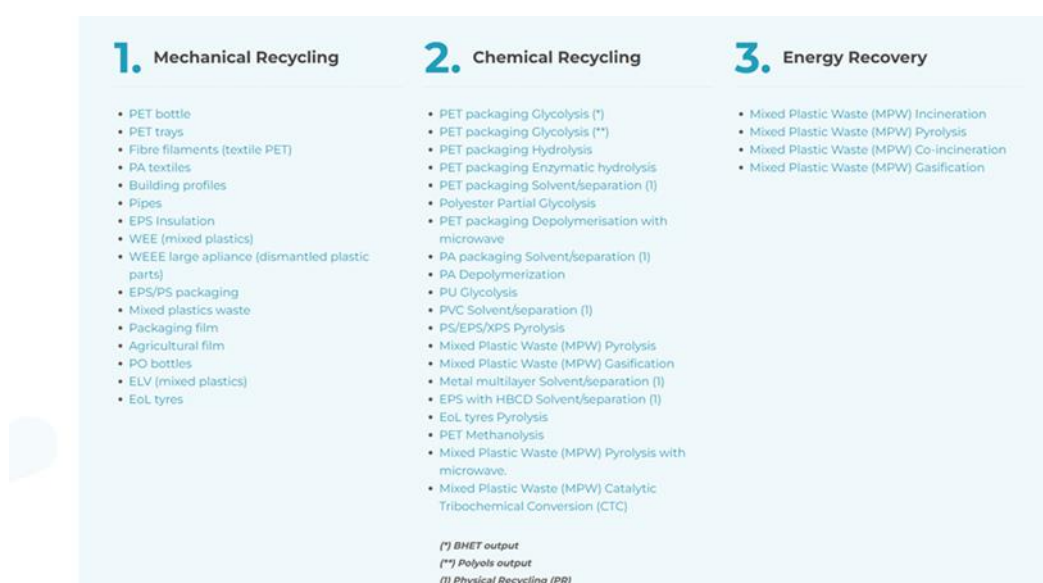 1. Mechanical Recycling
• PET bottle
• PET trays
• Fibre filaments (textile PET)
• PA textiles
• Building profiles
• Pipes
• EPS Insulation
• WEE (mixed plastics)
• WEEE large apliance (dismantled plastic
parts)
• EPS/PS packaging
• Mixed plastics waste
• Packaging film
• Agricultural film
• PO bottles
• ELV (mixed plastics)
• EoL tyres
2. Chemical Recycling
• PET packaging Glycolysis (*)
• PET packaging Glycolysis (**)
• PET packaging Hydrolysis
• PET packaging Enzymatic hydrolysis
• PET packaging Solvent/separation (1)
• Polyester Partial Glycolysis
• PET packaging Depolymerisation with
microwave
• PA packaging Solvent/separation (1)
• PA Depolymerization
• PU Glycolysis
• PVC Solvent/separation (1)
• PS/EPS/XPS Pyrolysis
• Mixed Plastic Waste (MPW) Pyrolysis
• Mixed Plastic Waste (MPW) Gasification
• Metal multilayer Solvent/separation (1)
• EPS with HBCD Solvent/separation (1)
• EoL tyres Pyrolysis
• PET Methanolysis
• Mixed Plastic Waste (MPW) Pyrolysis with
microwave.
• Mixed Plastic Waste (MPW) Catalytic
Tribochemical Conversion (CTC)
(*) BHET output
(**) Polyols output
(1) Physical Recycling (PR)
3. Energy Recovery
• Mixed Plastic Waste (MPW) Incineration
• Mixed Plastic Waste (MPW) Pyrolysis
• Mixed Plastic Waste (MPW) Co-incineration
• Mixed Plastic Waste (MPW) Gasification